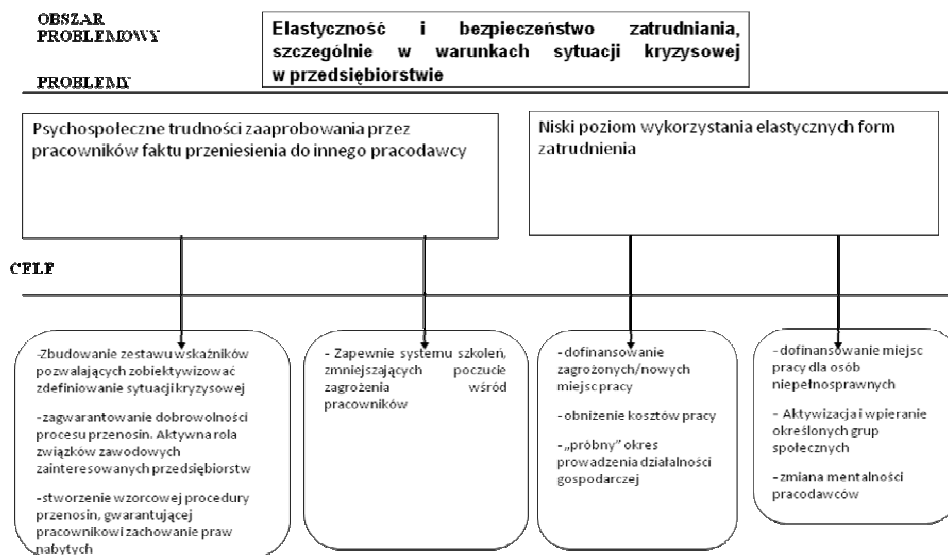 OBSZAR
PROBLEMOWY
Elastyczność i bezpieczeństwo zatrudniania,
szczególnie w warunkach sytuacji kryzysowej
w przedsiębiorstwie
PROBLEMY
Psychospołeczne trudności zaaprobowania przez
pracowników faktu przeniesienia do innego pracodawcy
Niski poziom wykorzystania elastycznych form
zatrudnienia
CELE
-Zbudowanie zestawu wskaźników
pozwalających zobiektywizować
zdefiniowanie sytuacji kryzysowej
-zagwarantowanie dobrowolności
procesu przenosin. Aktywna rola
związków zawodowych
zainteresowanych przedsiębiorstw
-stworzenie wzorcowej procedury
przenosin, gwarantującej
pracownikowi zachowanie praw
nabytych
- Zapewnie systemu szkoleń,
zmniejszających poczucie
zagrożenia wśród
pracowników
-dofinansowanie
zagrożonych/nowych
miejsc pracy
-obniżenie kosztów pracy
-„próbny" okres
prowadzenia działalności
gospodarczej
-dofinansowanie miejsc
pracy dla osób
niepełnosprawnych
- Aktywizacja i wpieranie
określonych grup
społecznych
-zmiana mentalności
pracodawców